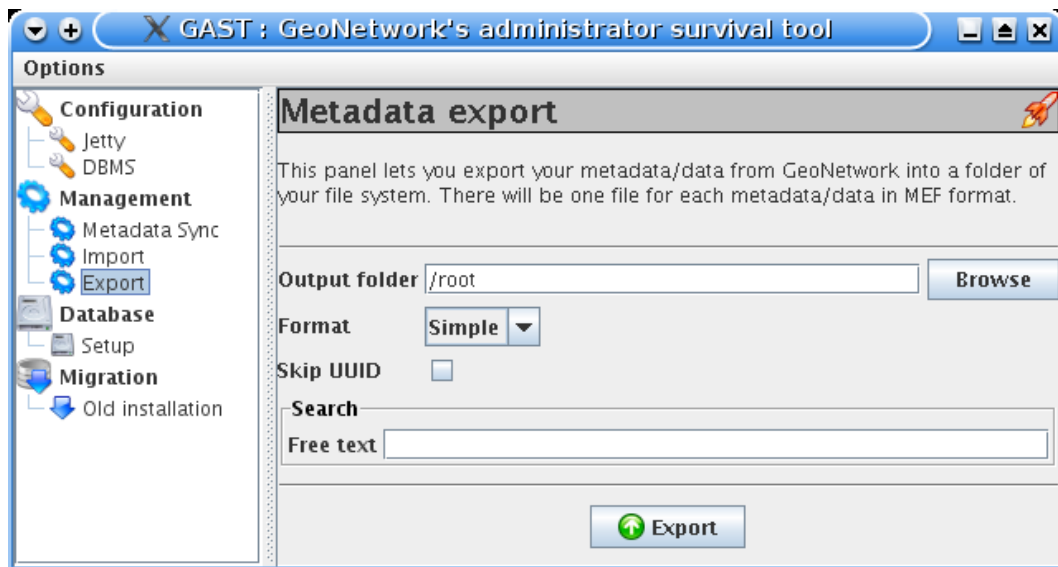 GAST : GeoNetwork's administrator survival tool
Options
Configuration
Jetty
DBMS
Management
Metadata Sync
Import
Export
Database
Setup
Migration
Old installation
Metadata export
This panel lets you export your metadata/data from GeoNetwork into a folder of
your file system. There will be one file for each metadata/data in MEF format.
Output folder /root Browse
Format Simple
Skip UUID
Search
Free text
Export